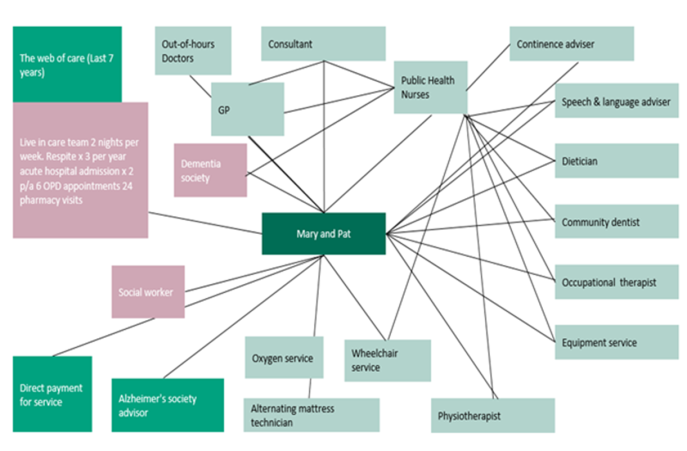 The web of care (Last 7
years)
Out-of-hours
Doctors
Consultant
Continence adviser
GP
Public Health
Nurses
Speech & language adviser
Live in care team 2 nights per
week. Respite x 3 per year
acute hospital admission x 2
p/a 6 OPD appointments 24
pharmacy visits
Dementia
society
Dietician
Mary and Pat
Community dentist
Social worker
Occupational therapist
Oxygen service
Wheelchair
service
Equipment service
Direct payment
for service
Alzheimer's society
advisor
Alternating mattress
technician
Physiotherapist